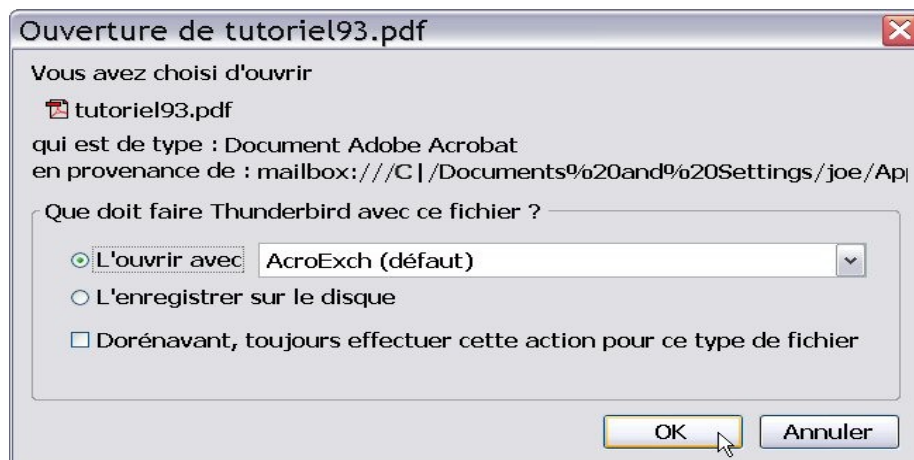 Ouverture de tutoriel93.pdf
Vous avez choisi d'ouvrir
tutoriel93.pdf
qui est de type : Document Adobe Acrobat
en provenance de : mailbox:///C|/Documents%20and%20Settings/joe/Ap
Que doit faire Thunderbird avec ce fichier ?
L'ouvrir avec AcroExch (défaut)
L'enregistrer sur le disque
Dorénavant, toujours effectuer cette action pour ce type de fichier
OK Annuler